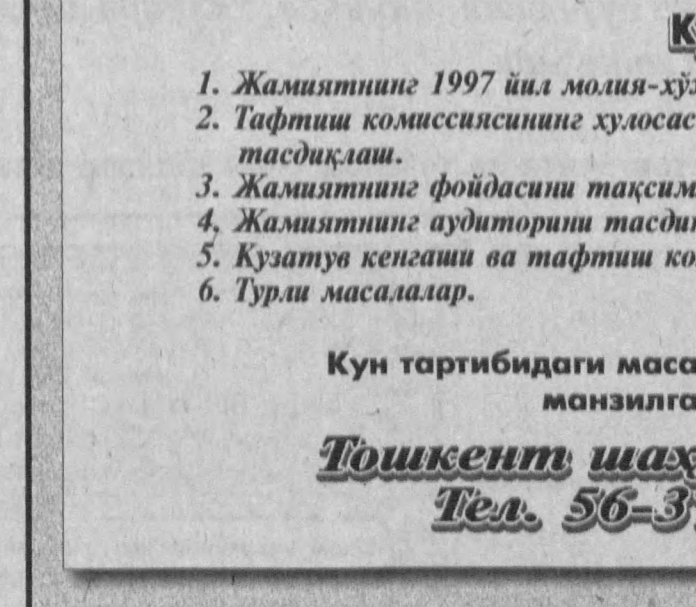 1. Жамиятнинг 1997 йил молия-хўж
2. Тафтиш комиссиясининг хулосас
тасдиқлаш.
3. Жамиятнинг фойдасини тақсим
4. Жамиятнинг аудиторини тасди
5. Кузатув кенгаши ва тафтиш ко
6. Турли масалалар.
Кун тартибидаги маса
манзилга
Тошкент шаҳ
Тел. 56-3